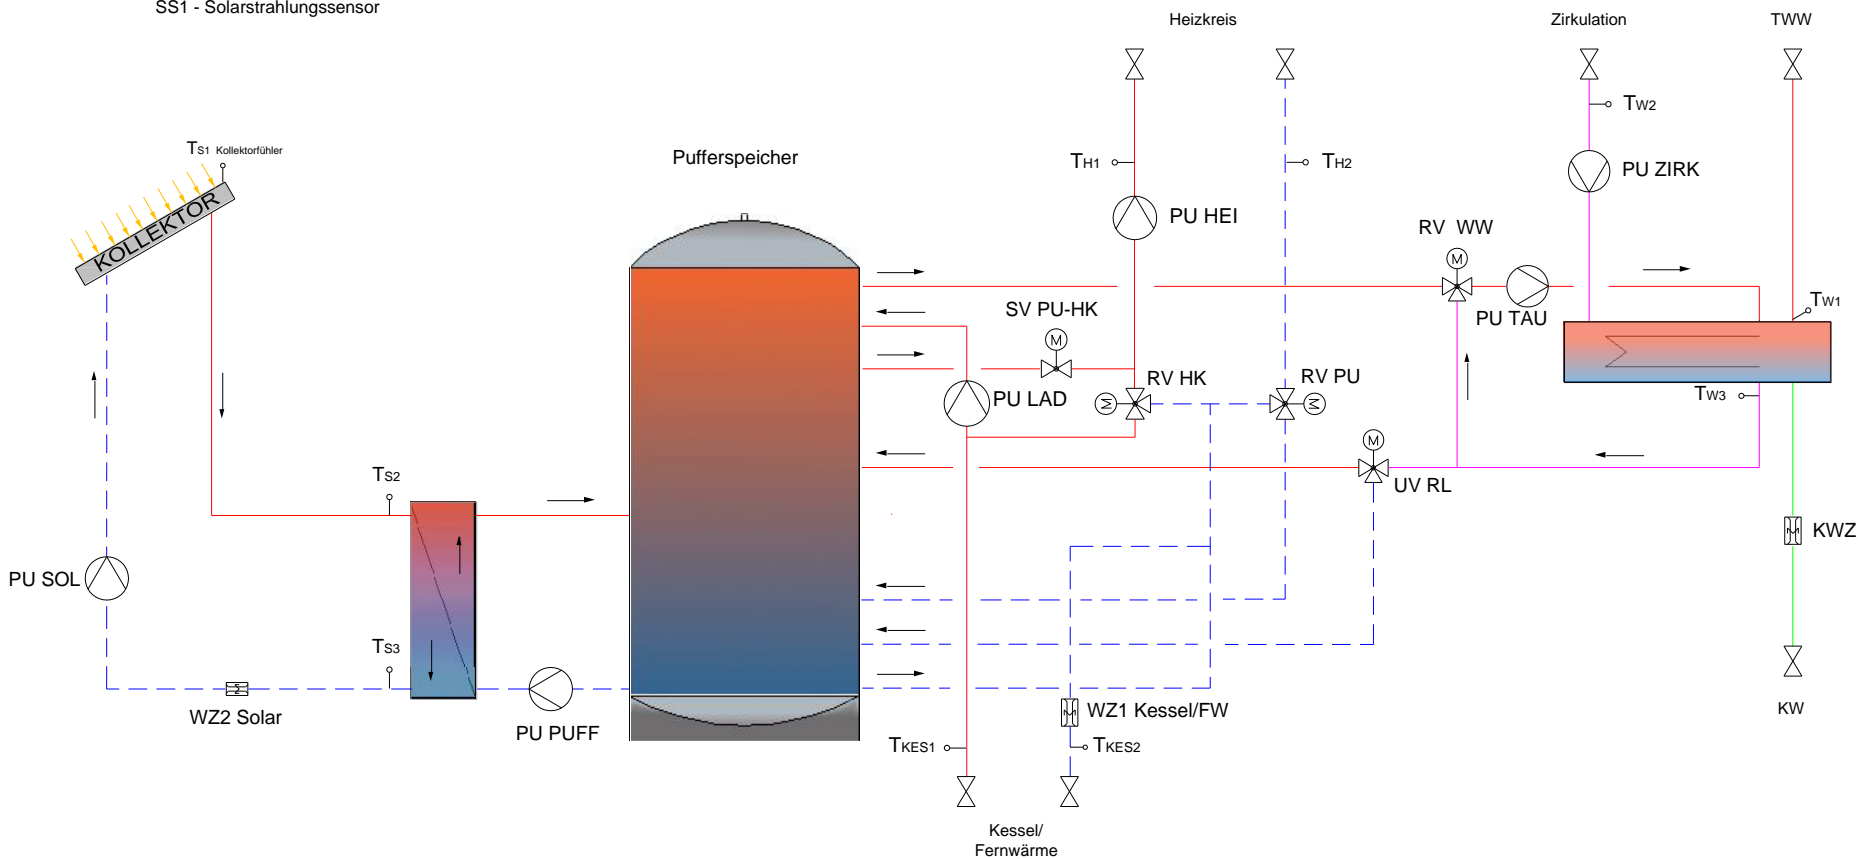 SS1 - Solarstrahlungssensor
Heizkreis
Zirkulation
TWW
TW2
TS1 Kollektorfühler
Pufferspeicher
TH1
TH2
PU ZIRK
KOLLEKTOR
PU HEI
RV WW
M
SV PU-HK
PU TAU
TW1
M
RV HK
RV PU
PU LAD
M
M
TW3
M
TS2
UV RL
KWZ
M
PU SOL
TS3
WZ2 Solar
PU PUFF
M
WZ1 Kessel/FW
KW
TKES1
TKES2
Kessel/
Fernwärme